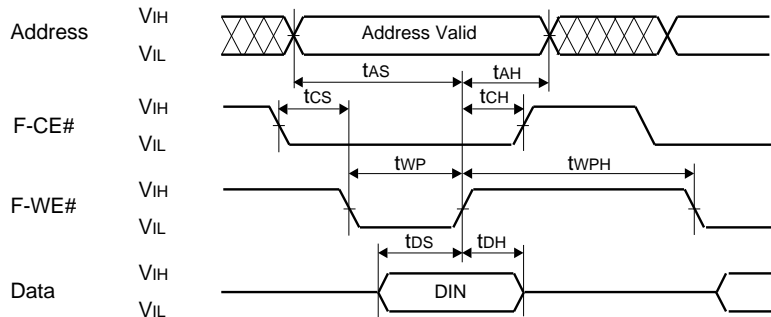 Address VIH Address Valid
VIL
tAS tAH
F-CE# VIH tCS tCH
VIL
tWP tWPH
F-WE# VIH
VIL
tDS tDH
Data VIH DIN
VIL